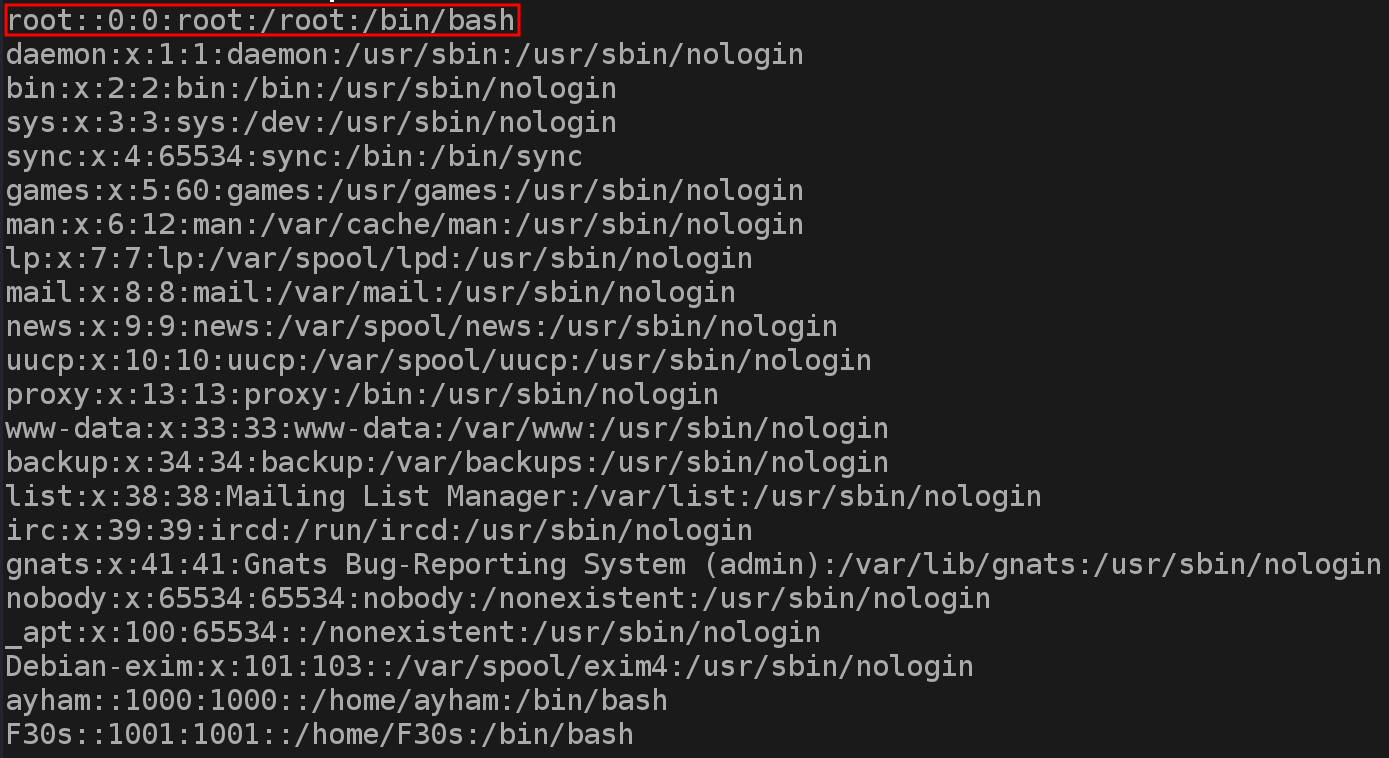 root::0:0:root:/root:/bin/bash
daemon:x:1:1:daemon:/usr/sbin:/usr/sbin/nologin
bin:x:2:2:bin:/bin:/usr/sbin/nologin
sys:x:3:3:sys:/dev:/usr/sbin/nologin
sync:x:4:65534:sync:/bin:/bin/sync
games:x:5:60:games:/usr/games:/usr/sbin/nologin
man:x:6:12:man:/var/cache/man:/usr/sbin/nologin
lp:x:7:7:lp:/var/spool/lpd:/usr/sbin/nologin
mail:x:8:8:mail:/var/mail:/usr/sbin/nologin
news:x:9:9:news:/var/spool/news:/usr/sbin/nologin
uucp:x:10:10:uucp:/var/spool/uucp:/usr/sbin/nologin
proxy:x:13:13:proxy:/bin:/usr/sbin/nologin
www-data:x:33:33:www-data:/var/www:/usr/sbin/nologin
backup:x:34:34:backup:/var/backups:/usr/sbin/nologin
list:x:38:38:Mailing List Manager:/var/list:/usr/sbin/nologin
irc:x:39:39:ircd:/run/ircd:/usr/sbin/nologin
gnats:x:41:41:Gnats Bug-Reporting System (admin):/var/lib/gnats:/usr/sbin/nologin
nobody:x:65534:65534:nobody:/nonexistent:/usr/sbin/nologin
_apt:x:100:65534::/nonexistent:/usr/sbin/nologin
Debian-exim:x:101:103::/var/spool/exim4:/usr/sbin/nologin
ayham::1000:1000::/home/ayham:/bin/bash
F30s::1001:1001::/home/F30s:/bin/bash